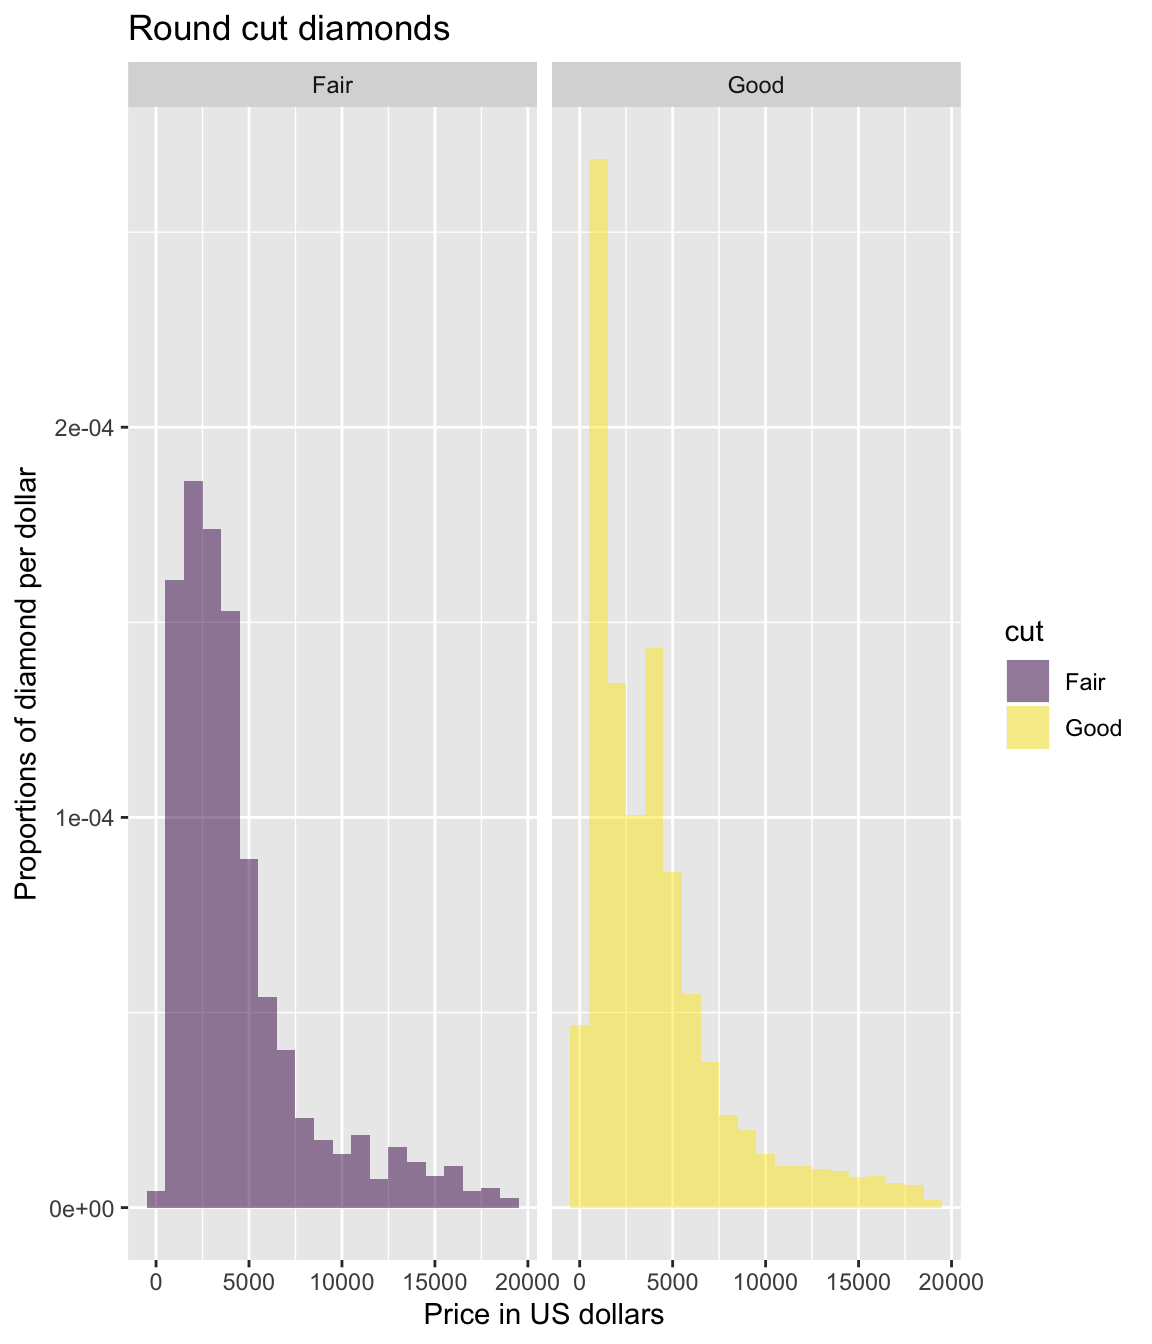 Round cut diamonds
Fair
Good
Proportions of diamond per dollar
2e-04
1e-04
0e+00
0 5000 10000 15000 20000
0 5000 10000 15000 20000
Price in US dollars
cut
Fair
Good